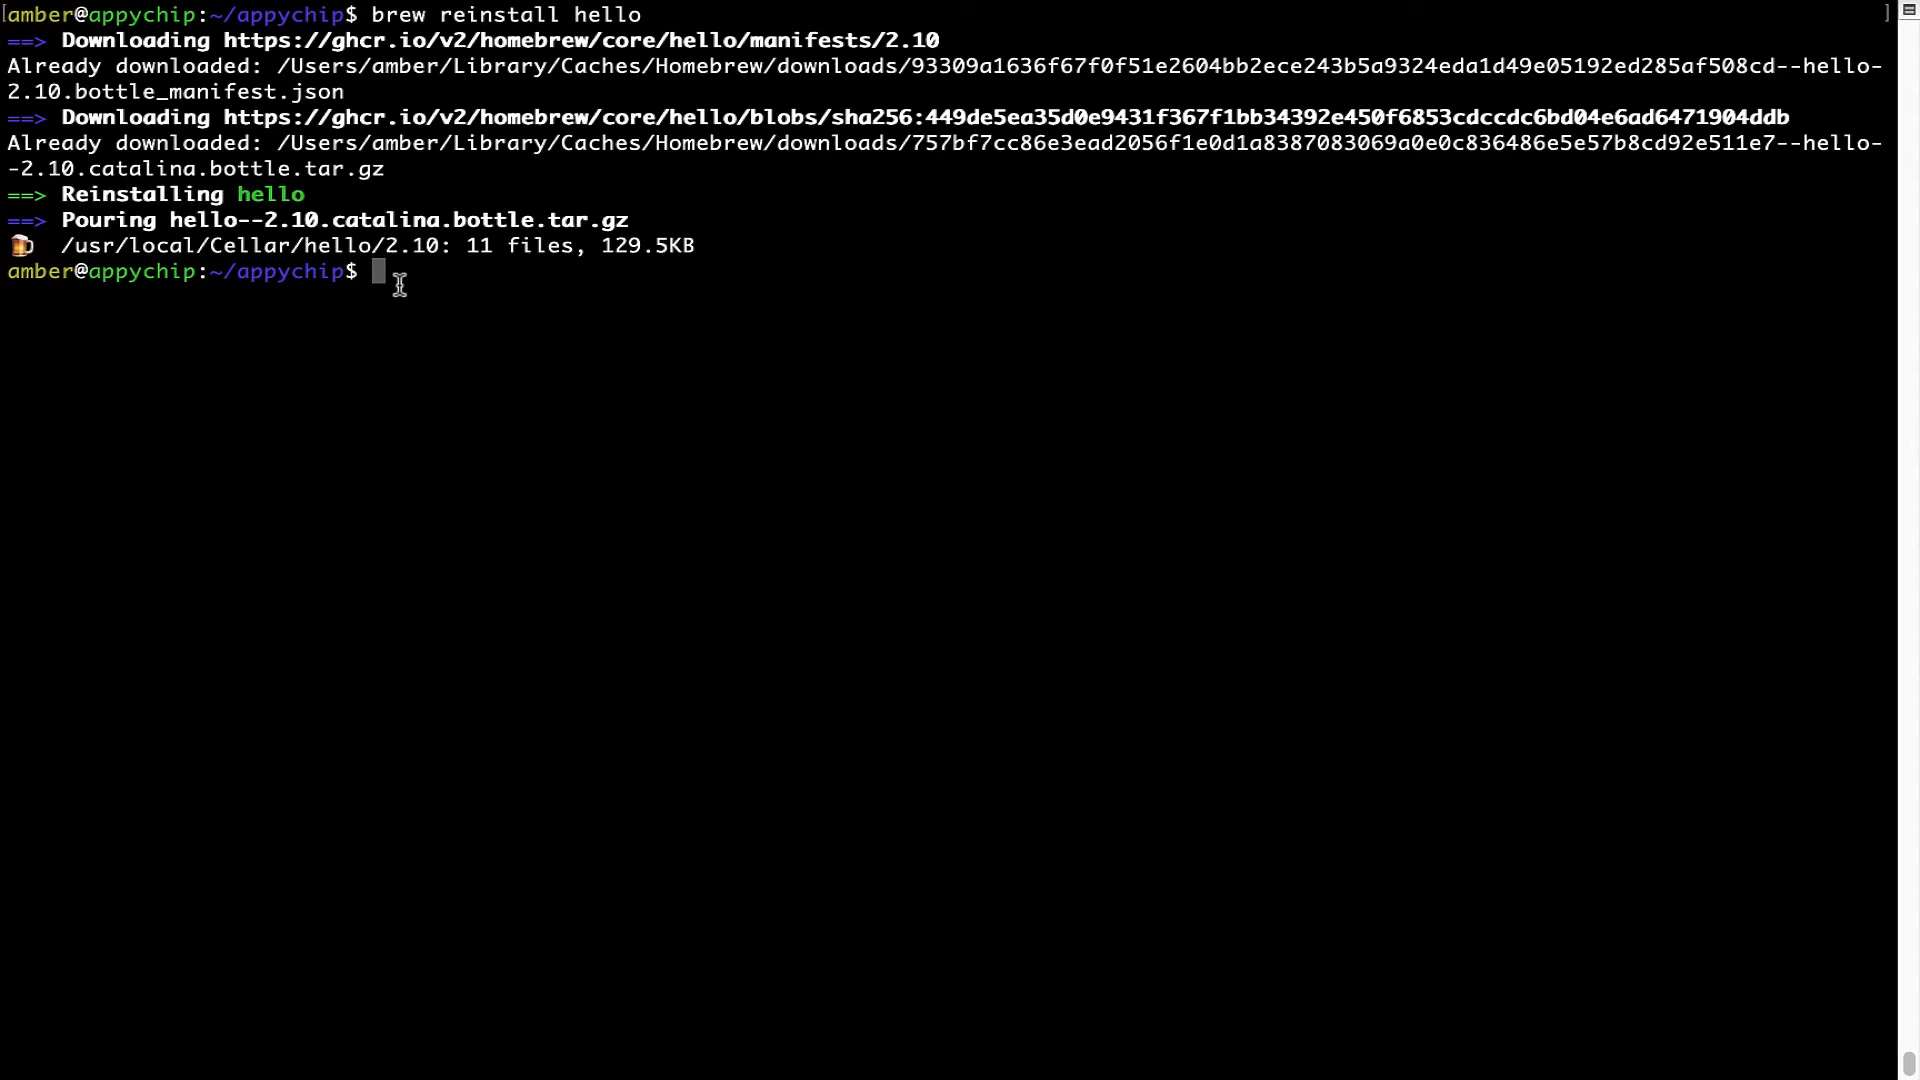 amber@appychip:~/appychip$ brew reinstall hello
==> Downloading https://ghcr.io/v2/homebrew/core/hello/manifests/2.10
Already downloaded: /Users/amber/Library/Caches/Homebrew/downloads/93309a1636f67f0f51e2604bb2ece243b5a9324eda1d49e05192ed285af508cd--hello-
2.10.bottle_manifest.json
==> Downloading https://ghcr.io/v2/homebrew/core/hello/blobs/sha256:449de5ea35d0e9431f367f1bb34392e450f6853cdccdc6bd04e6ad6471904ddb
Already downloaded: /Users/amber/Library/Caches/Homebrew/downloads/757bf7cc86e3ead2056f1e0d1a8387083069a0e0c836486e5e57b8cd92e511e7--hello-
-2.10.catalina.bottle.tar.gz
==> Reinstalling hello
==> Pouring hello--2.10.catalina.bottle.tar.gz
🍺 /usr/local/Cellar/hello/2.10: 11 files, 129.5KB
amber@appychip:~/appychip$